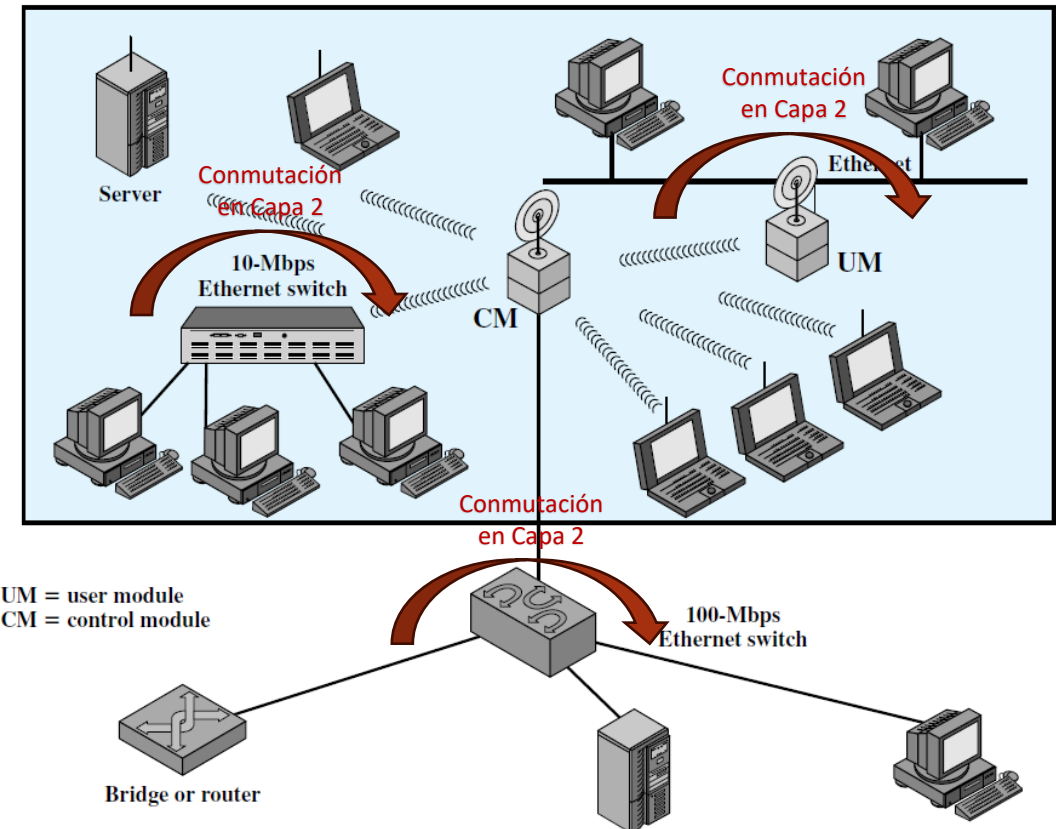 Conmutación
en Capa 2
Ethernet
Server
Conmutación
en Capa 2
UM
10-Mbps
Ethernet switch
CM
Conmutación
en Capa 2
UM = user module
CM = control module
100-Mbps
Ethernet switch
Bridge or router